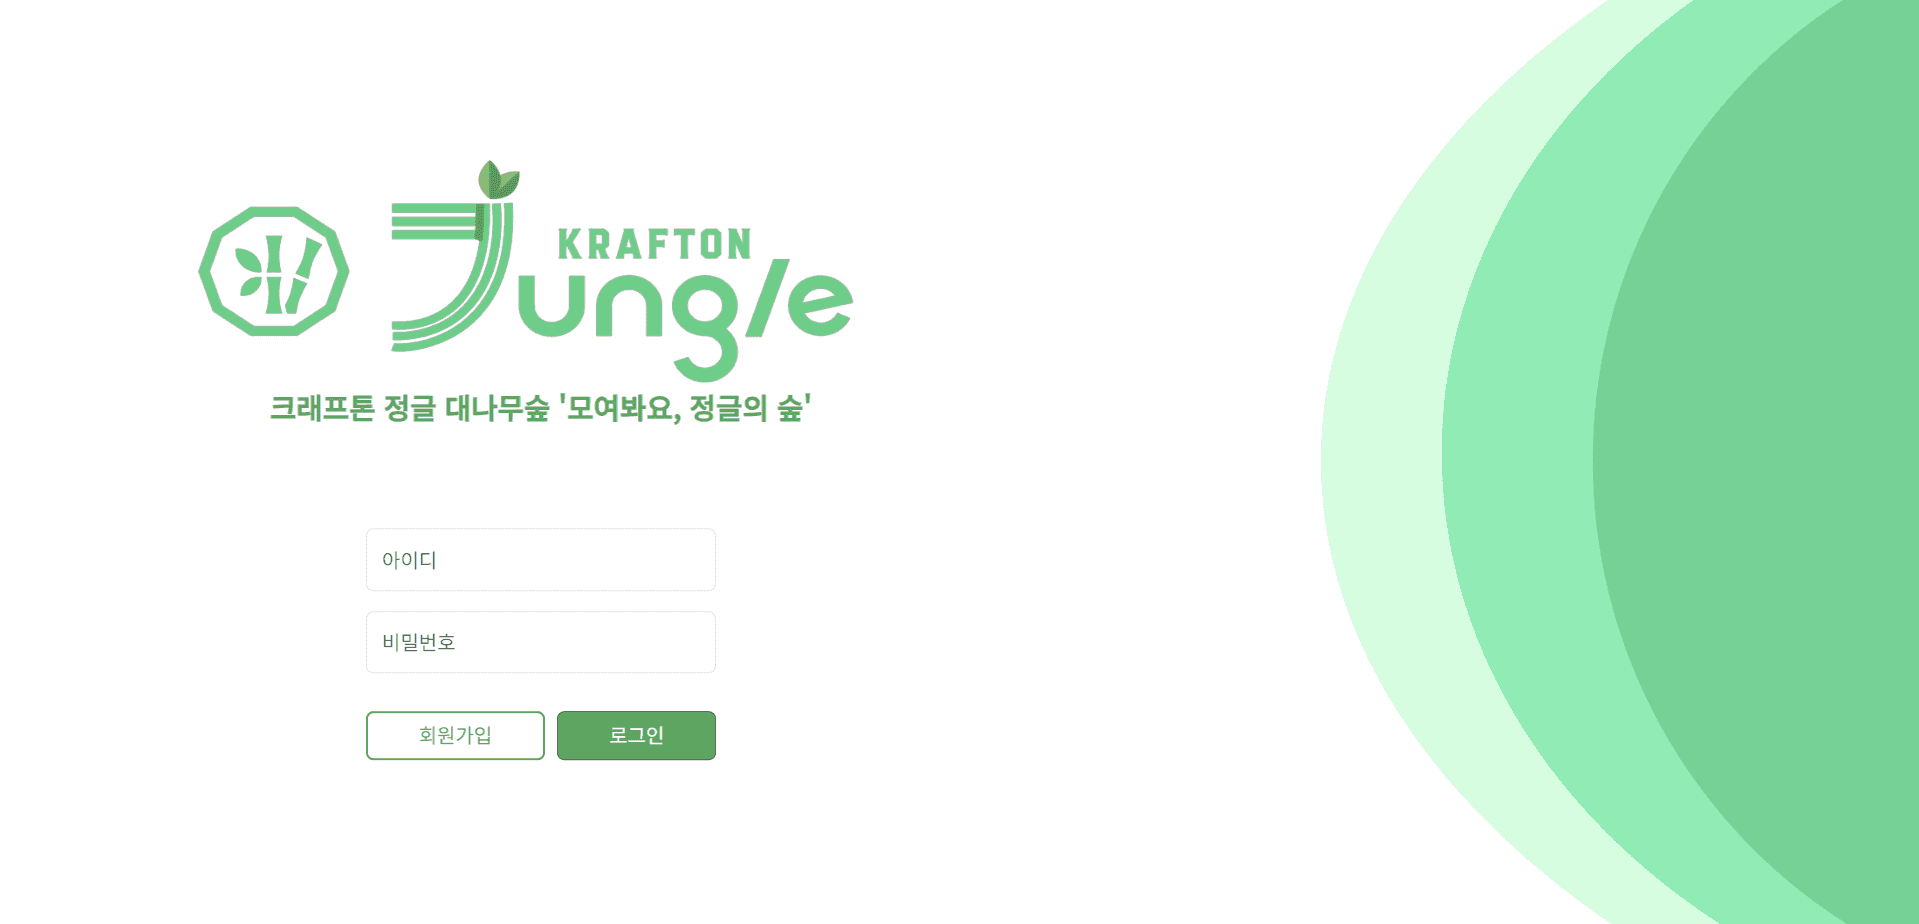 KRAFTON
Jungle
크래프톤 정글 대나무숲 '모여봐요, 정글의 숲'
아이디
비밀번호
회원가입 로그인